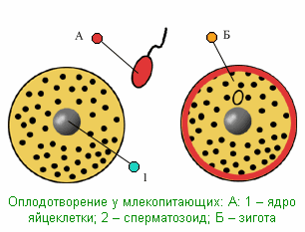 А
Б
1
Оплодотворение у млекопитающих: А: 1 – ядро
яйцеклетки; 2 – сперматозоид; Б – зигота